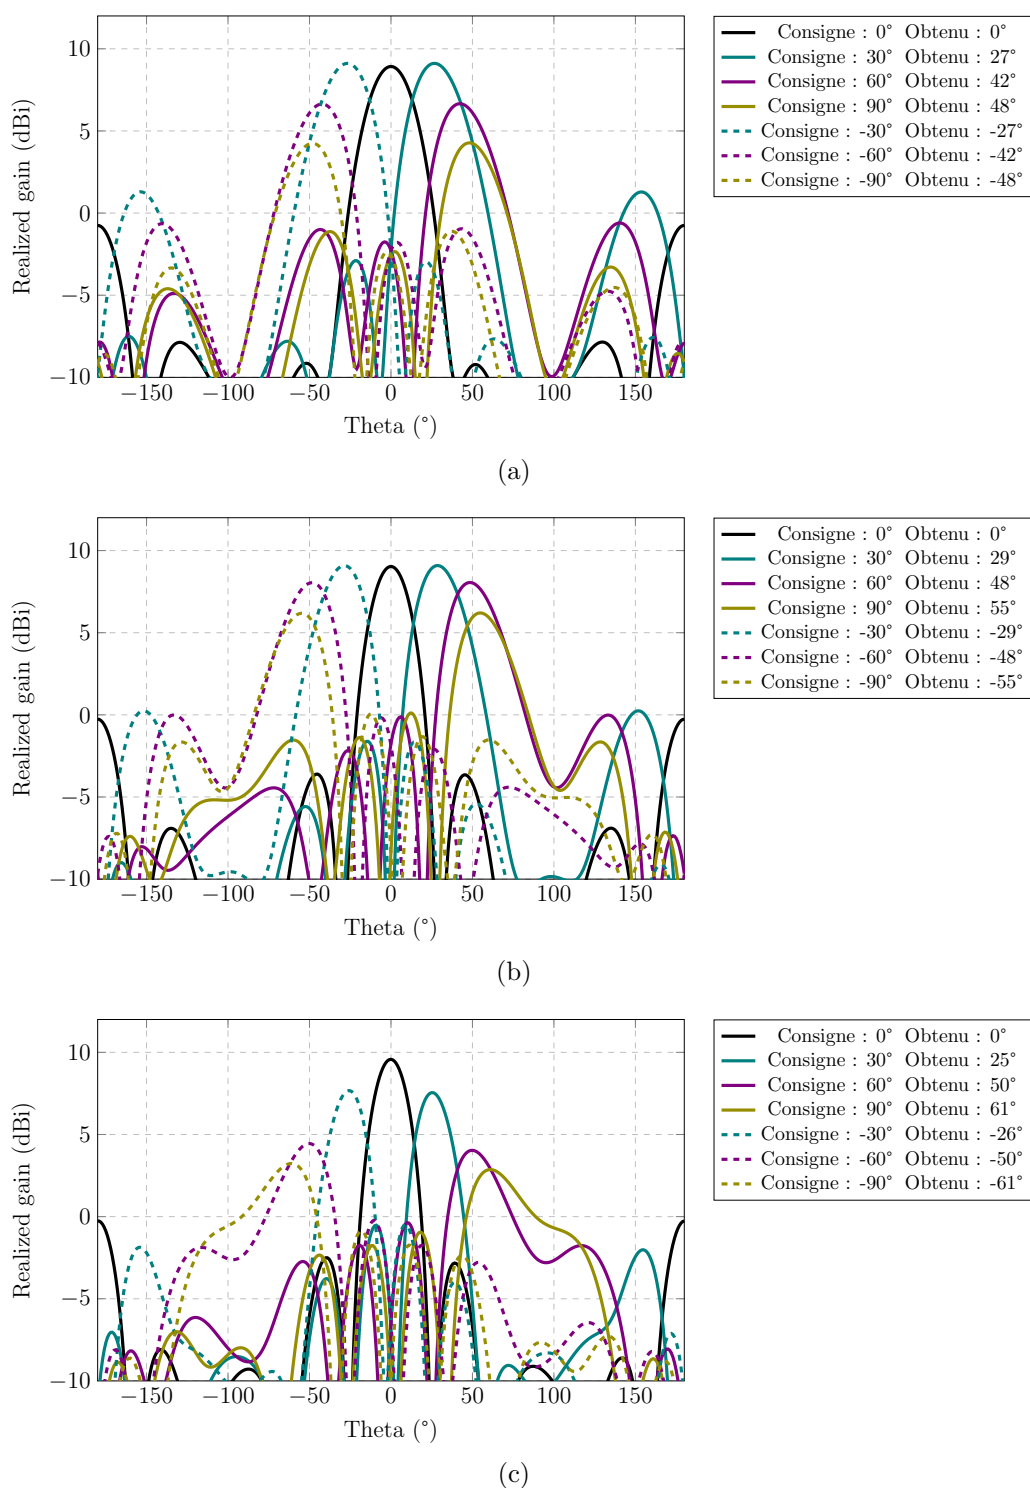 10
5
0
−5
−10
−150 −100 −50 0 50 100 150
Realized gain (dBi)
Theta (°)
Consigne : 0° Obtenu : 0°
Consigne : 30° Obtenu : 27°
Consigne : 60° Obtenu : 42°
Consigne : 90° Obtenu : 48°
Consigne : -30° Obtenu : -27°
Consigne : -60° Obtenu : -42°
Consigne : -90° Obtenu : -48°
(a)
10
5
0
−5
−10
−150 −100 −50 0 50 100 150
Realized gain (dBi)
Theta (°)
Consigne : 0° Obtenu : 0°
Consigne : 30° Obtenu : 29°
Consigne : 60° Obtenu : 48°
Consigne : 90° Obtenu : 55°
Consigne : -30° Obtenu : -29°
Consigne : -60° Obtenu : -48°
Consigne : -90° Obtenu : -55°
(b)
10
5
0
−5
−10
−150 −100 −50 0 50 100 150
Realized gain (dBi)
Theta (°)
Consigne : 0° Obtenu : 0°
Consigne : 30° Obtenu : 25°
Consigne : 60° Obtenu : 50°
Consigne : 90° Obtenu : 61°
Consigne : -30° Obtenu : -26°
Consigne : -60° Obtenu : -50°
Consigne : -90° Obtenu : -61°
(c)